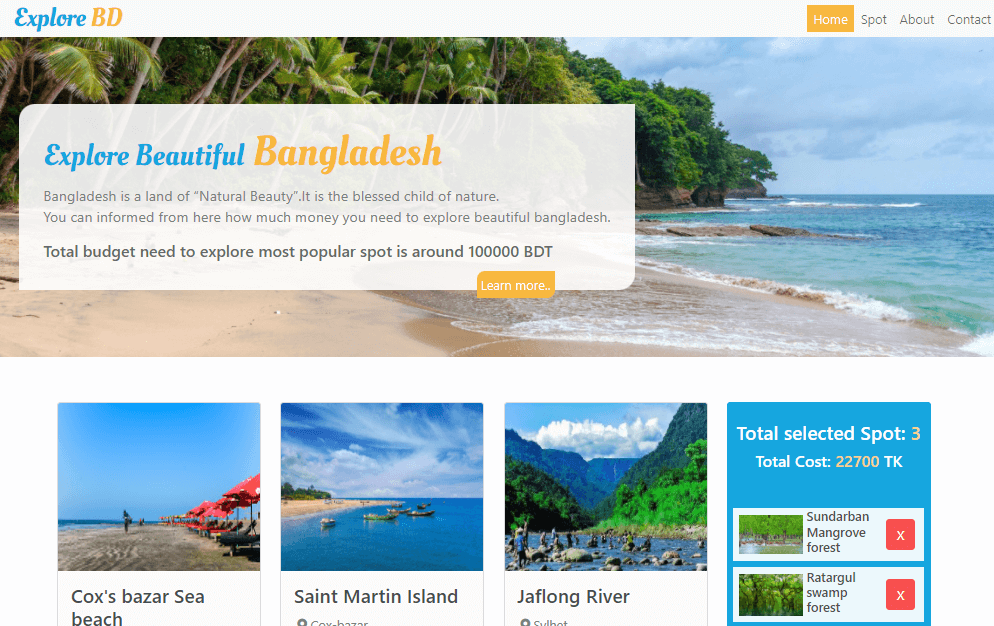 Explore BD
Home Spot About Contact
Explore Beautiful Bangladesh
Bangladesh is a land of “Natural Beauty”.It is the blessed child of nature.
You can informed from here how much money you need to explore beautiful bangladesh.
Total budget need to explore most popular spot is around 100000 BDT
Learn more..
Cox's bazar Sea
beach
Saint Martin Island
Cox-bazar
Jaflong River
Sylhet
Total selected Spot: 3
Total Cost: 22700 TK
Sundarban
Mangrove
forest
X
Ratargul
swamp
forest
X